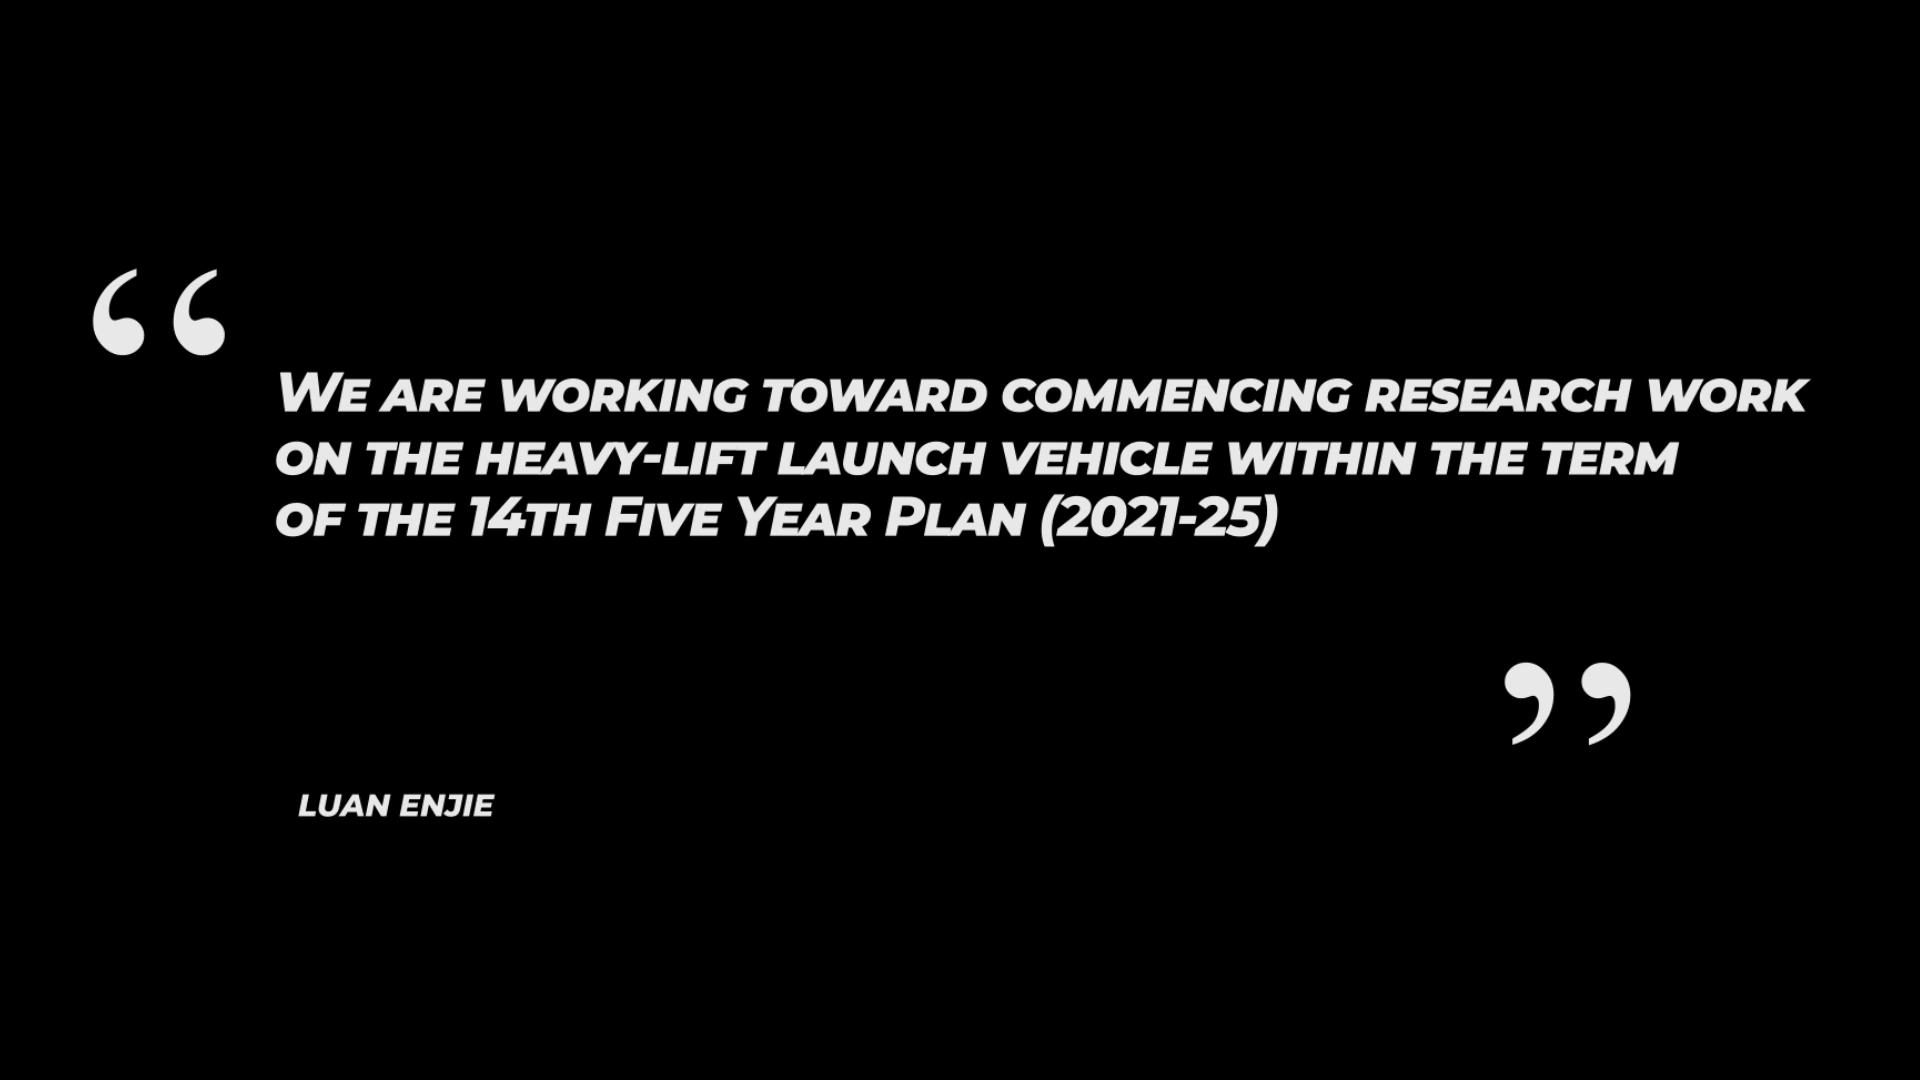 “
We are working toward commencing research work
on the heavy-lift launch vehicle within the term
of the 14th Five Year Plan (2021-25)
”
LUAN ENJIE